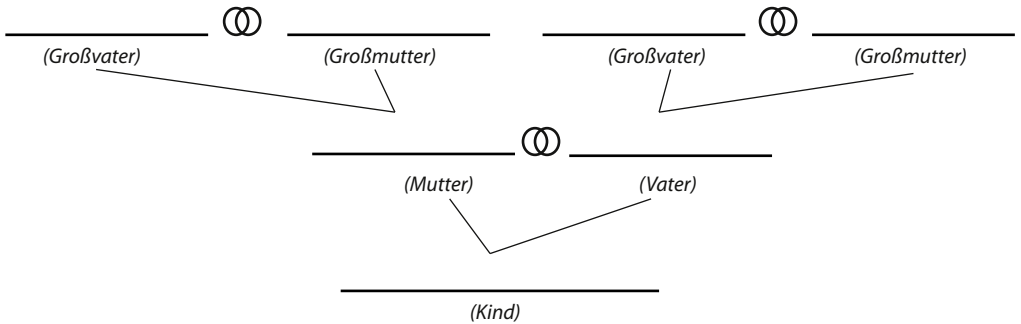 (Großvater) (Großmutter) (Großvater) (Großmutter)
(Mutter) (Vater)
(Kind)